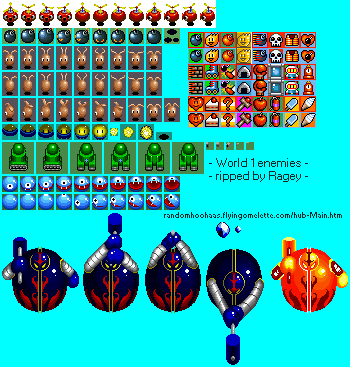 - World 1 enemies -
- ripped by Ragey -
randomhoohaas.flyingomelette.com/hub-Main.htm